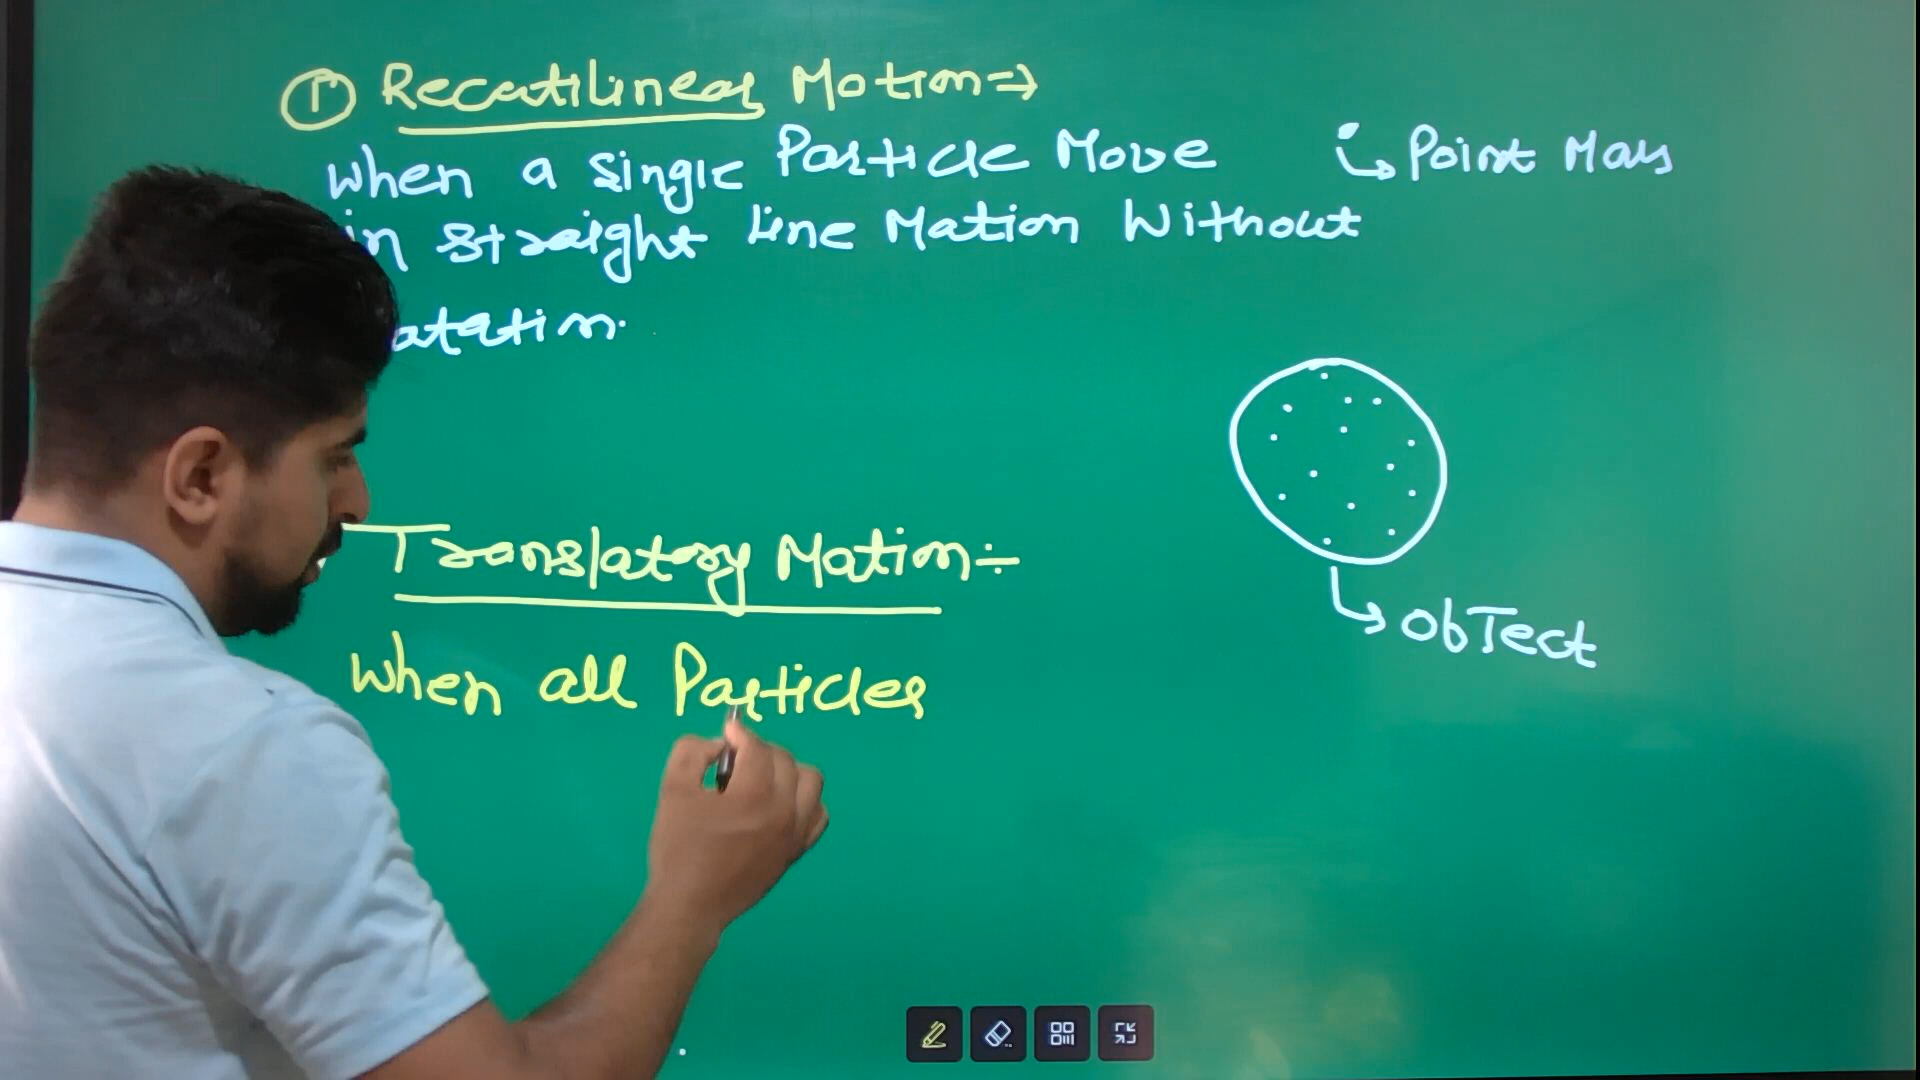 ① Recatilinear Motion ⇒
When a Single Particle Move
in straight line Mation Without
atation.
Point Mass
Translatory Mation ÷
When all Particles
obTect